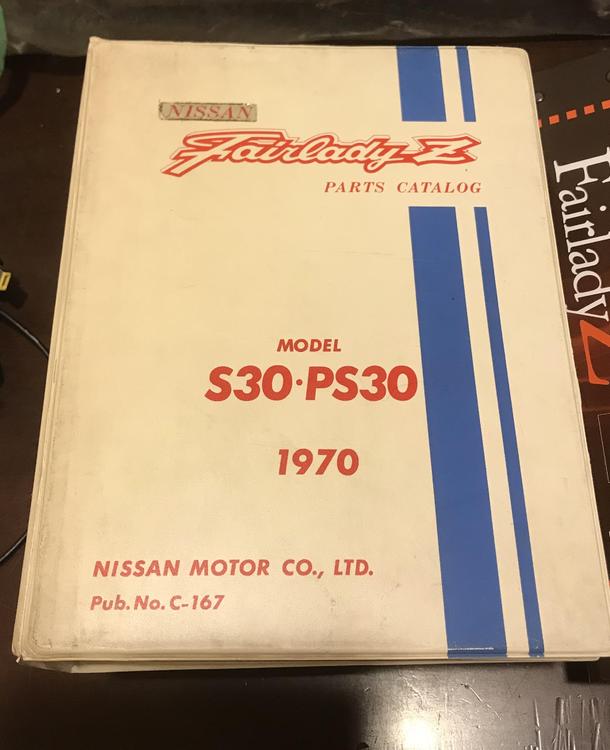 NISSAN
Fairlady Z
PARTS CATALOG
MODEL
S30·PS30
1970
NISSAN MOTOR CO., LTD.
Pub. No. C-167
Fairlady Z